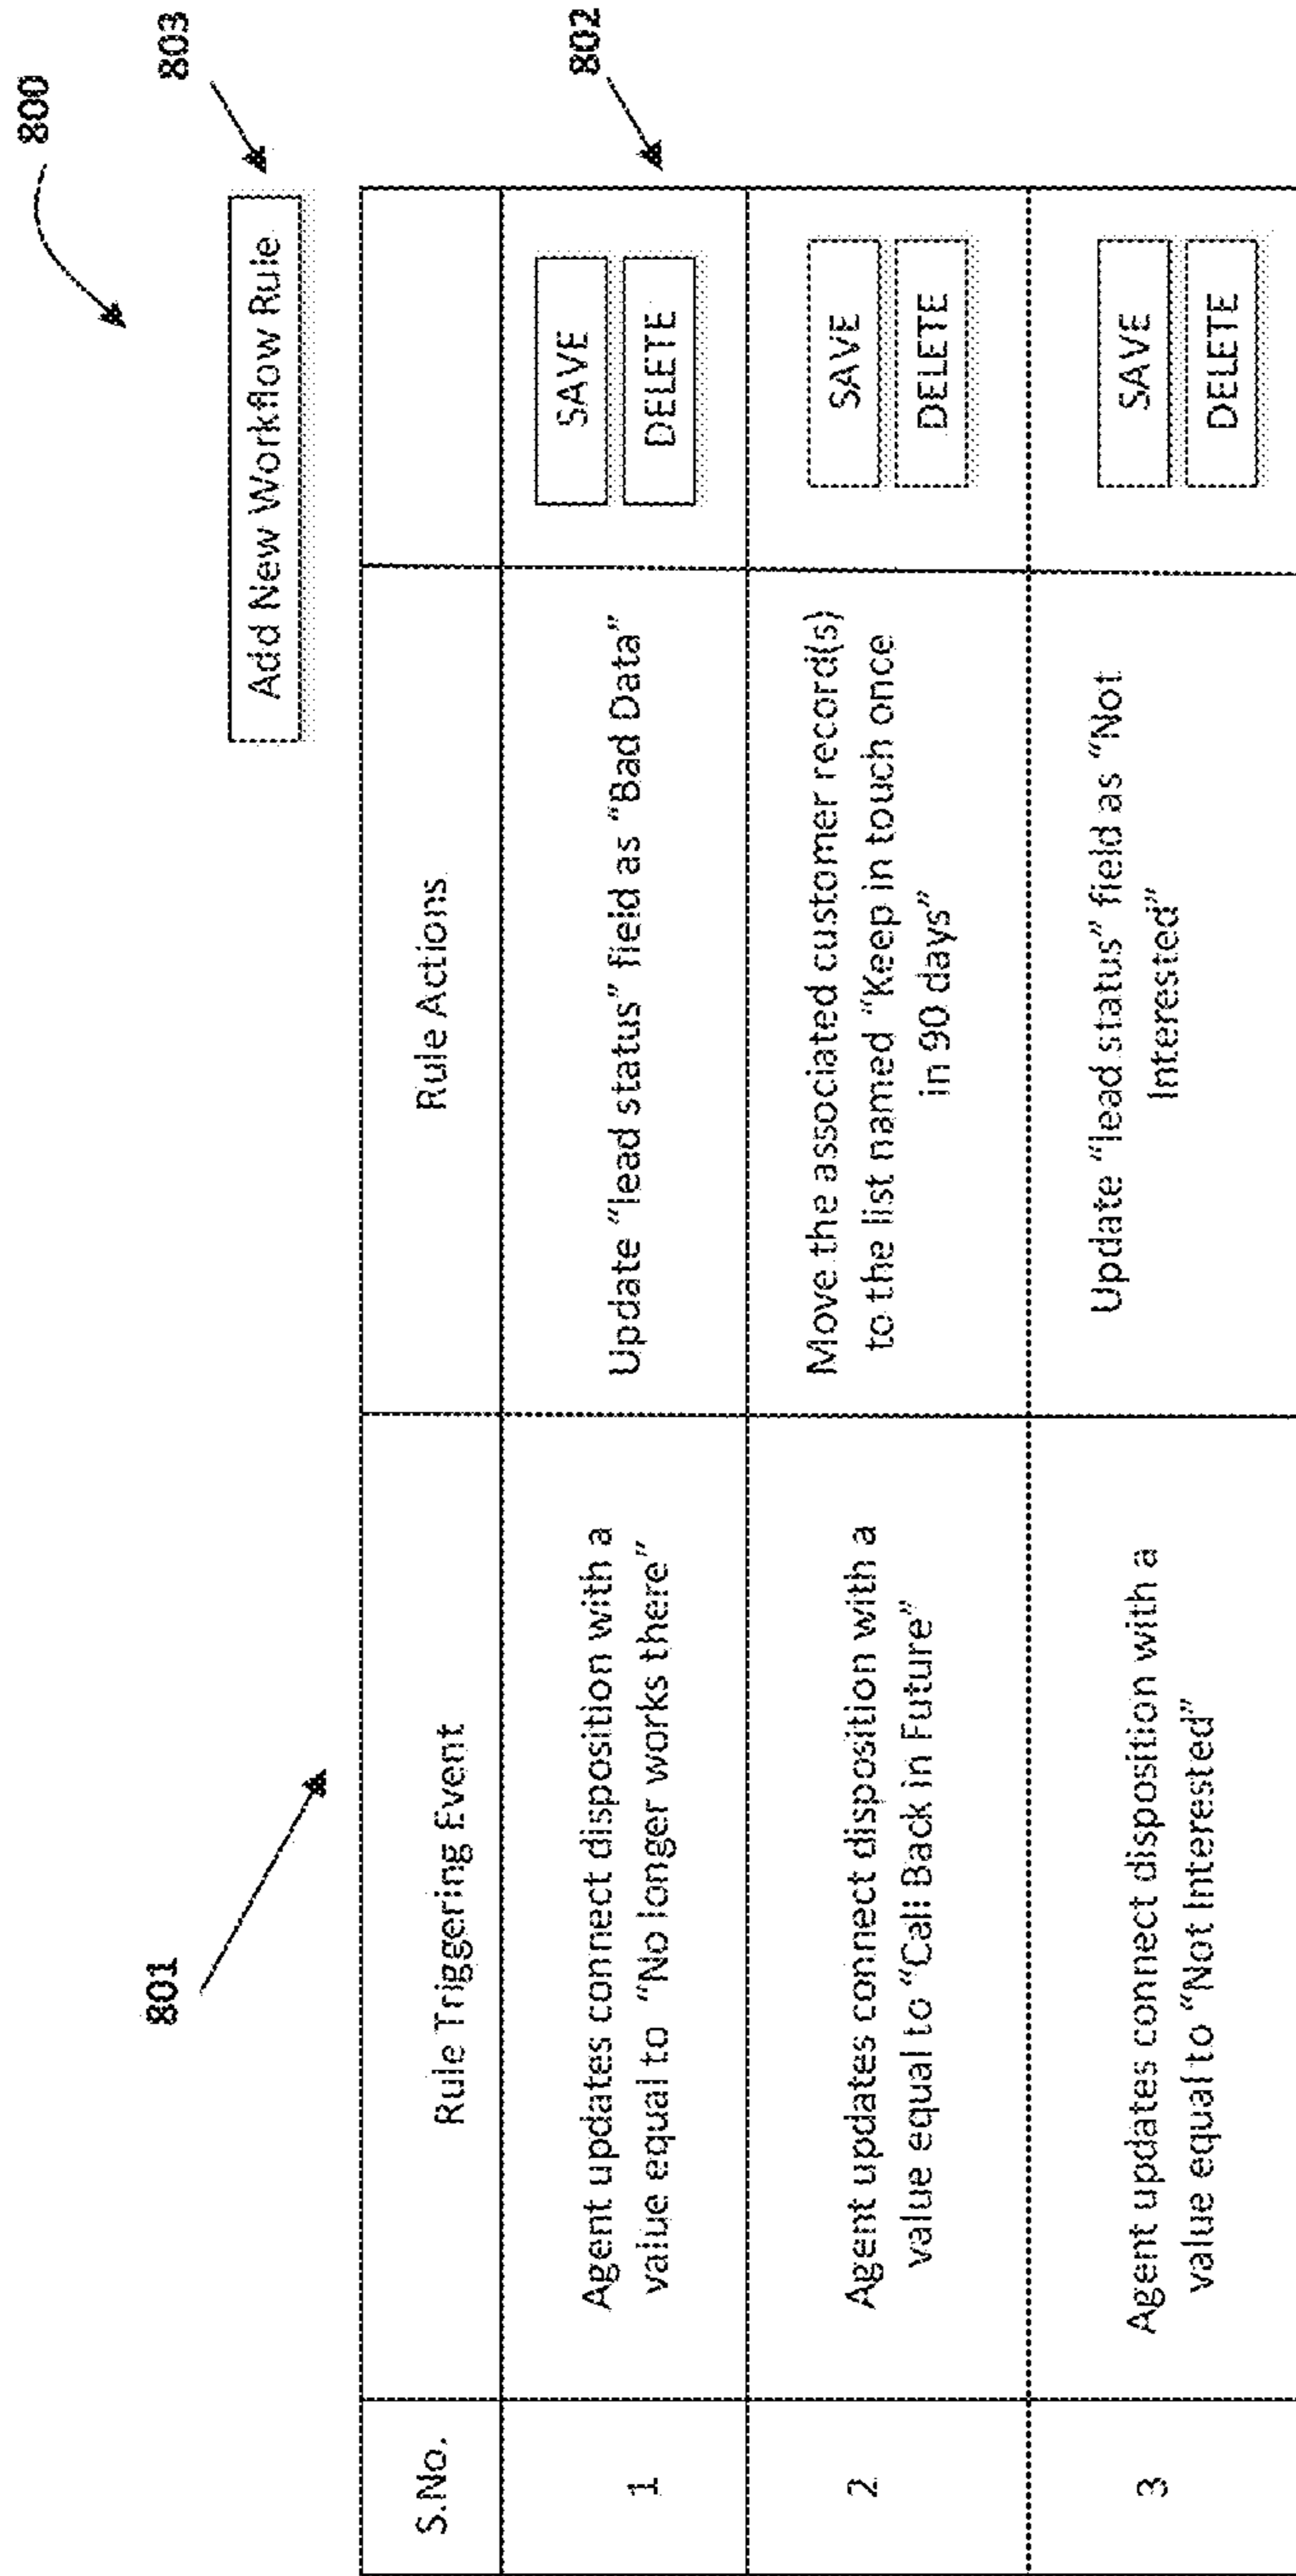 800
803
Add New Workflow Rule
801
802
S.No.
Rule Triggering Event
Rule Actions
1
Agent updates connect disposition with a
value equal to “No longer works there”
Update “lead status” field as “Bad Data”
SAVE
DELETE
2
Agent updates connect disposition with a
value equal to “Call Back in Future”
Move the associated customer record(s)
to the list named “Keep in touch once
in 90 days”
SAVE
DELETE
3
Agent updates connect disposition with a
value equal to “Not Interested”
Update “lead status” field as “Not
Interested”
SAVE
DELETE